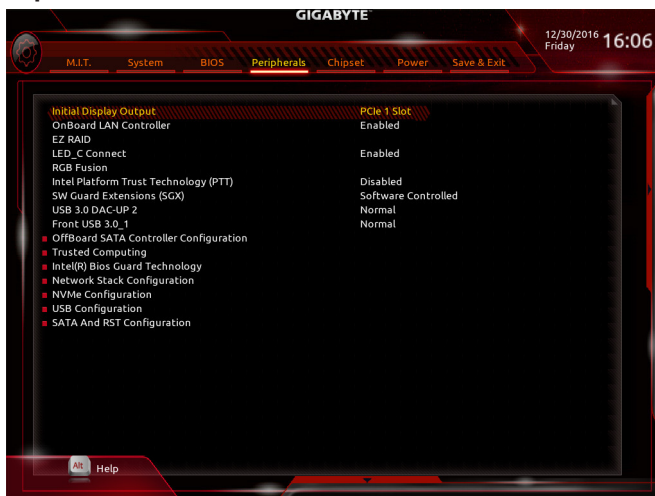 GIGABYTE
12/30/2016
Friday
16:06
M.I.T. System BIOS Peripherals Chipset Power Save & Exit
Initial Display Output PCIe 1 Slot
OnBoard LAN Controller Enabled
EZ RAID
LED_C Connect Enabled
RGB Fusion
Intel Platform Trust Technology (PTT) Disabled
SW Guard Extensions (SGX) Software Controlled
USB 3.0 DAC-UP 2 Normal
Front USB 3.0_1 Normal
OffBoard SATA Controller Configuration
Trusted Computing
Intel(R) Bios Guard Technology
Network Stack Configuration
NVMe Configuration
USB Configuration
SATA And RST Configuration
Alt Help